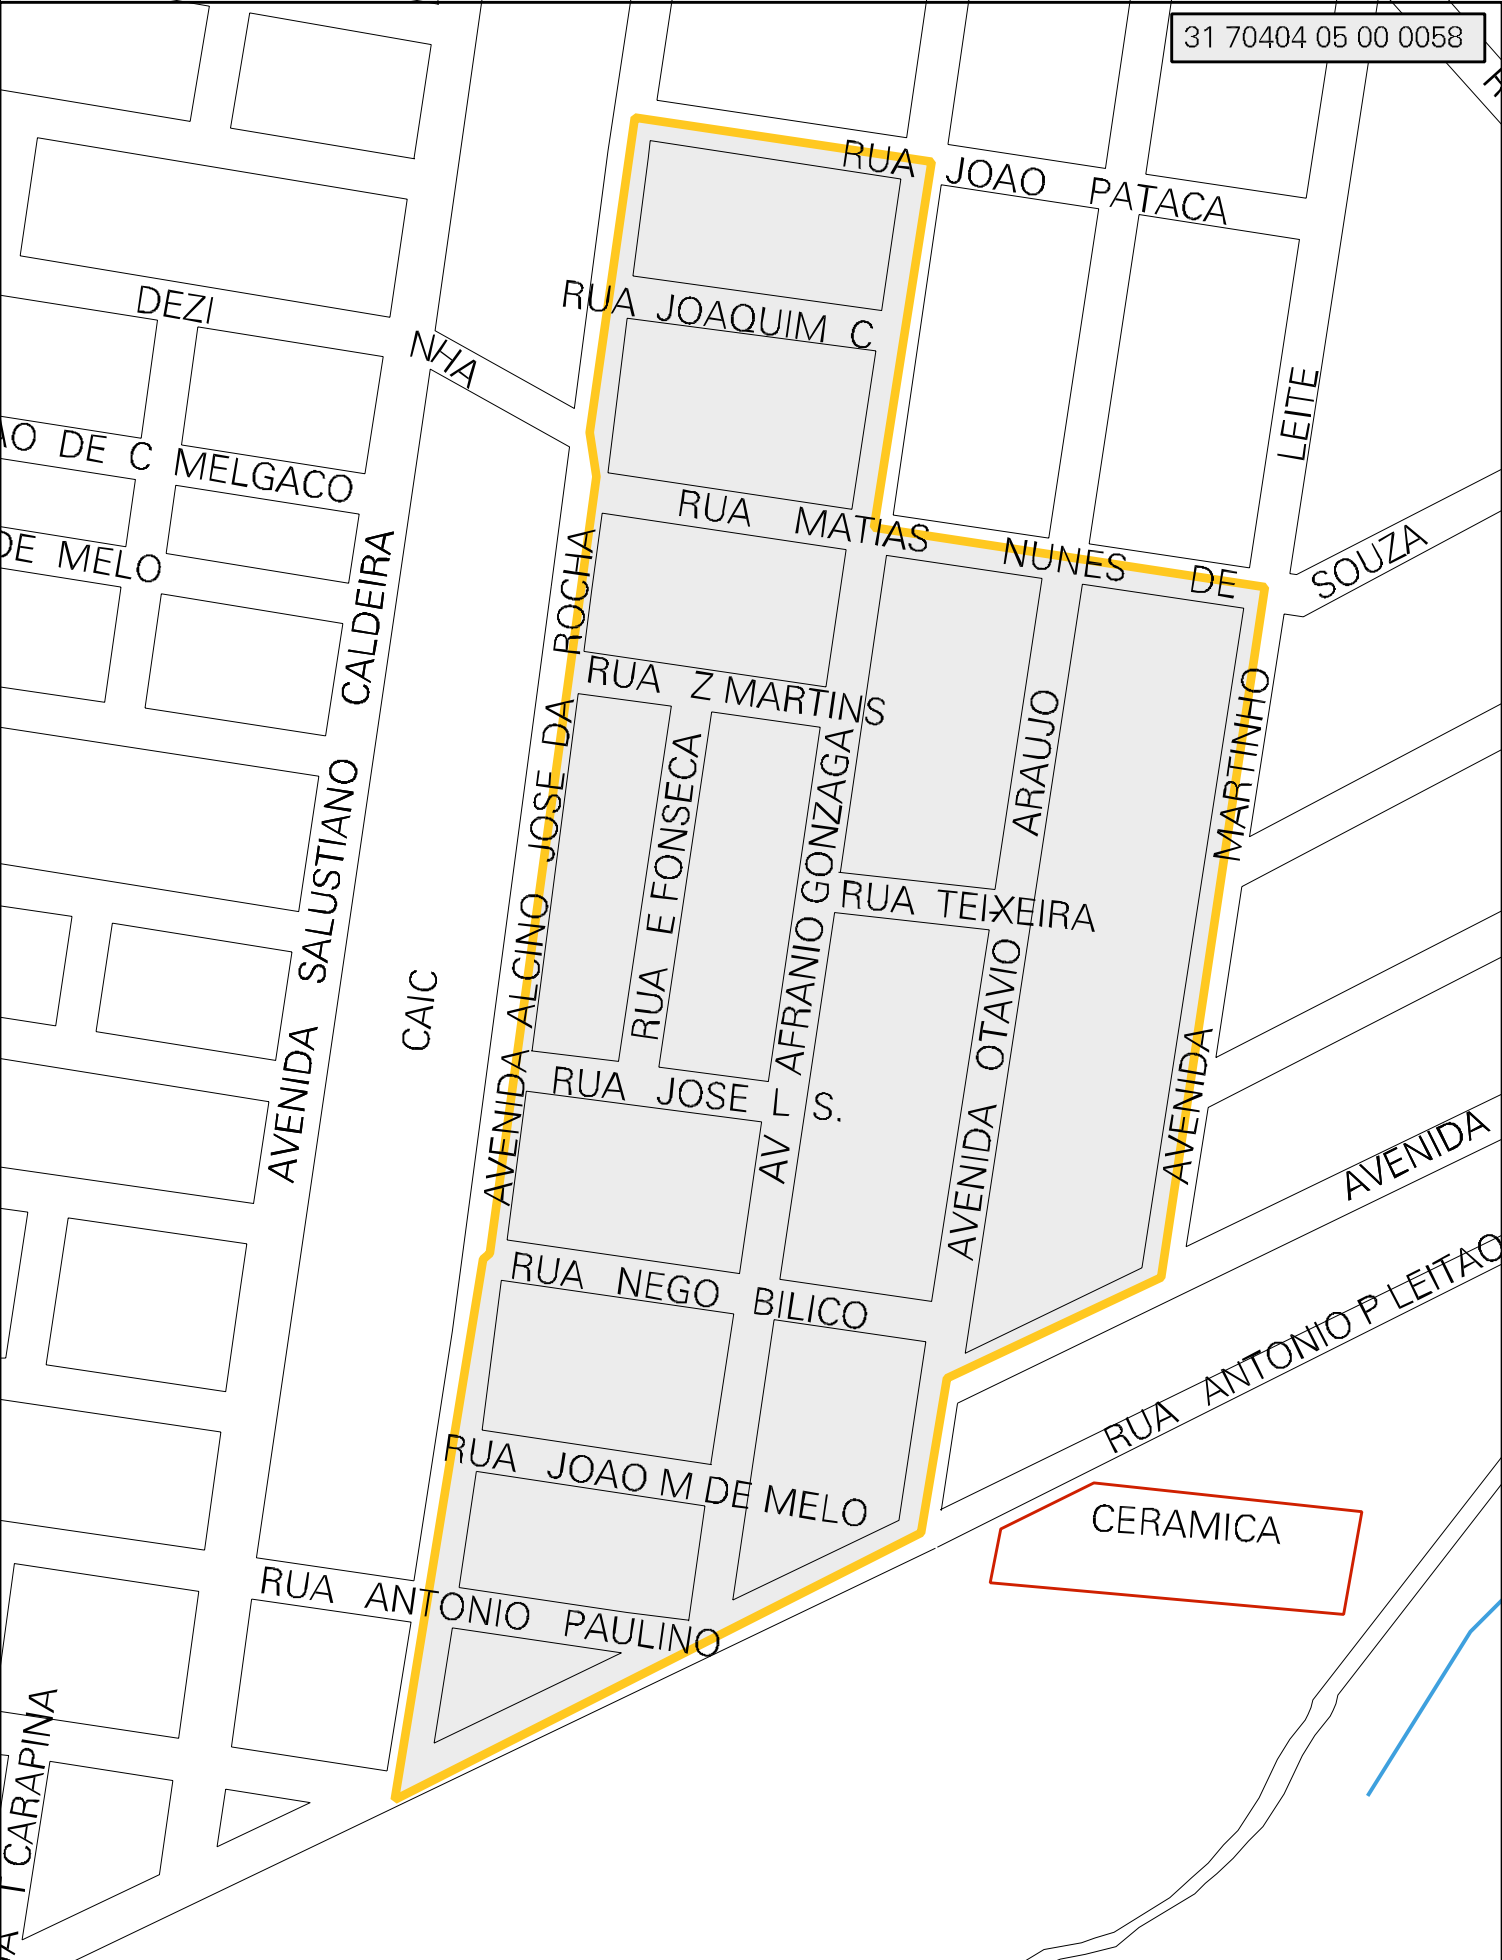 31 70404 05 00 0058
RUA JOAO PATACA
DEZI
NHA
RUA JOAQUIM C
LEITE
AO DE C MELGACO
RUA MATIAS NUNES DE SOUZA
DE MELO
AVENIDA SALUSTIANO CALDEIRA
AVENIDA ALCINO JOSE DA ROCHA
RUA Z MARTINS
RUA E FONSECA
AV AFRANIO GONZAGA
AVENIDA OTAVIO ARAUJO
AVENIDA MARTINHO
RUA TEIXEIRA
CAIC
RUA JOSE L S.
AVENIDA
RUA NEGO BILICO
RUA ANTONIO P LEITAO
RUA JOAO M DE MELO
CERAMICA
RUA ANTONIO PAULINO
T CARAPINA